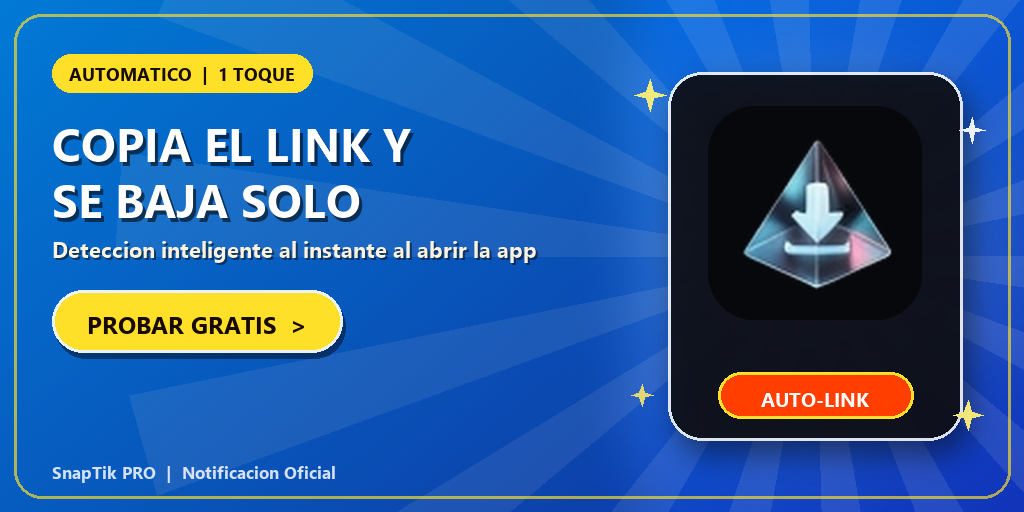 AUTOMATICO | 1 TOQUE
COPIA EL LINK Y
SE BAJA SOLO
Deteccion inteligente al instante al abrir la app
PROBAR GRATIS >
AUTO-LINK
SnapTik PRO | Notificacion Oficial